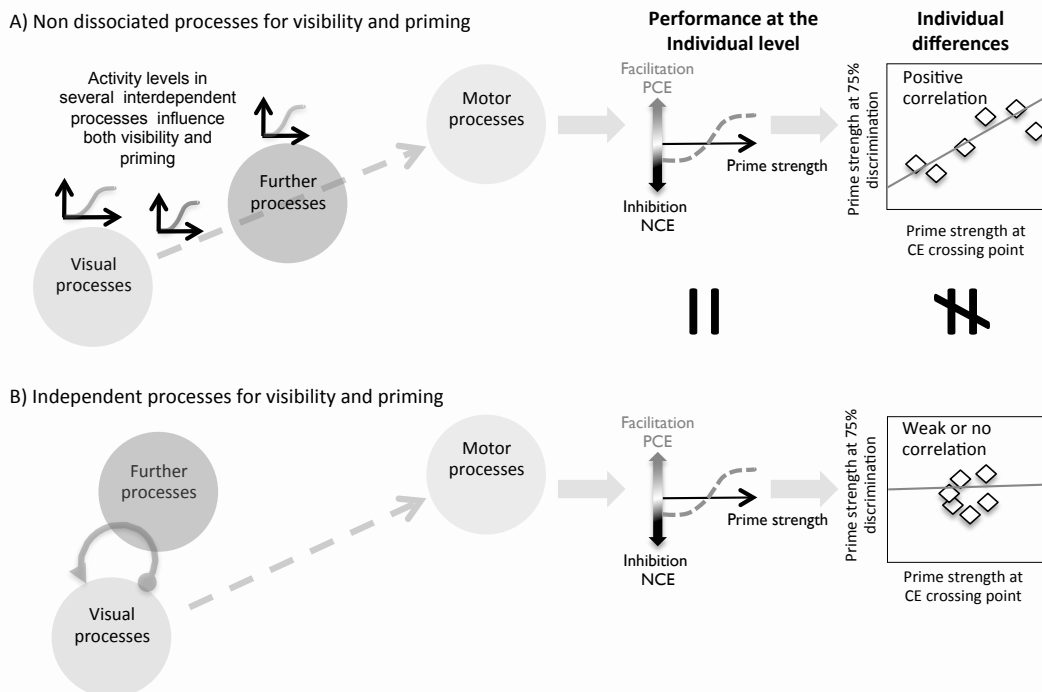 A) Non dissociated processes for visibility and priming
Performance at the
Individual level
Individual
differences
Activity levels in
several interdependent
processes influence
both visibility and
priming
Visual
processes
Further
processes
Motor
processes
Facilitation
PCE
Prime strength
Inhibition
NCE
Prime strength at 75%
discrimination
Positive
correlation
Prime strength at
CE crossing point
B) Independent processes for visibility and priming
Further
processes
Visual
processes
Motor
processes
Facilitation
PCE
Prime strength
Inhibition
NCE
Prime strength at 75%
discrimination
Weak or no
correlation
Prime strength at
CE crossing point